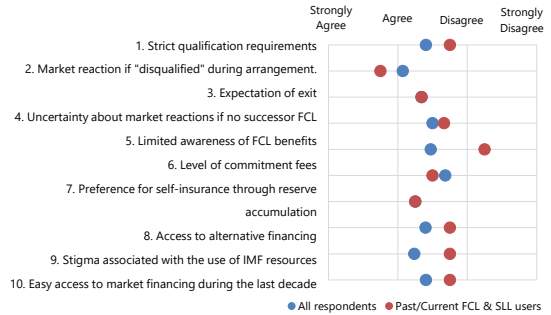 Strongly Agree
Agree
Disagree
Strongly Disagree
1. Strict qualification requirements
2. Market reaction if "disqualified" during arrangement.
3. Expectation of exit
4. Uncertainty about market reactions if no successor FCL
5. Limited awareness of FCL benefits
6. Level of commitment fees
7. Preference for self-insurance through reserve
accumulation
8. Access to alternative financing
9. Stigma associated with the use of IMF resources
10. Easy access to market financing during the last decade
All respondents
Past/Current FCL & SLL users